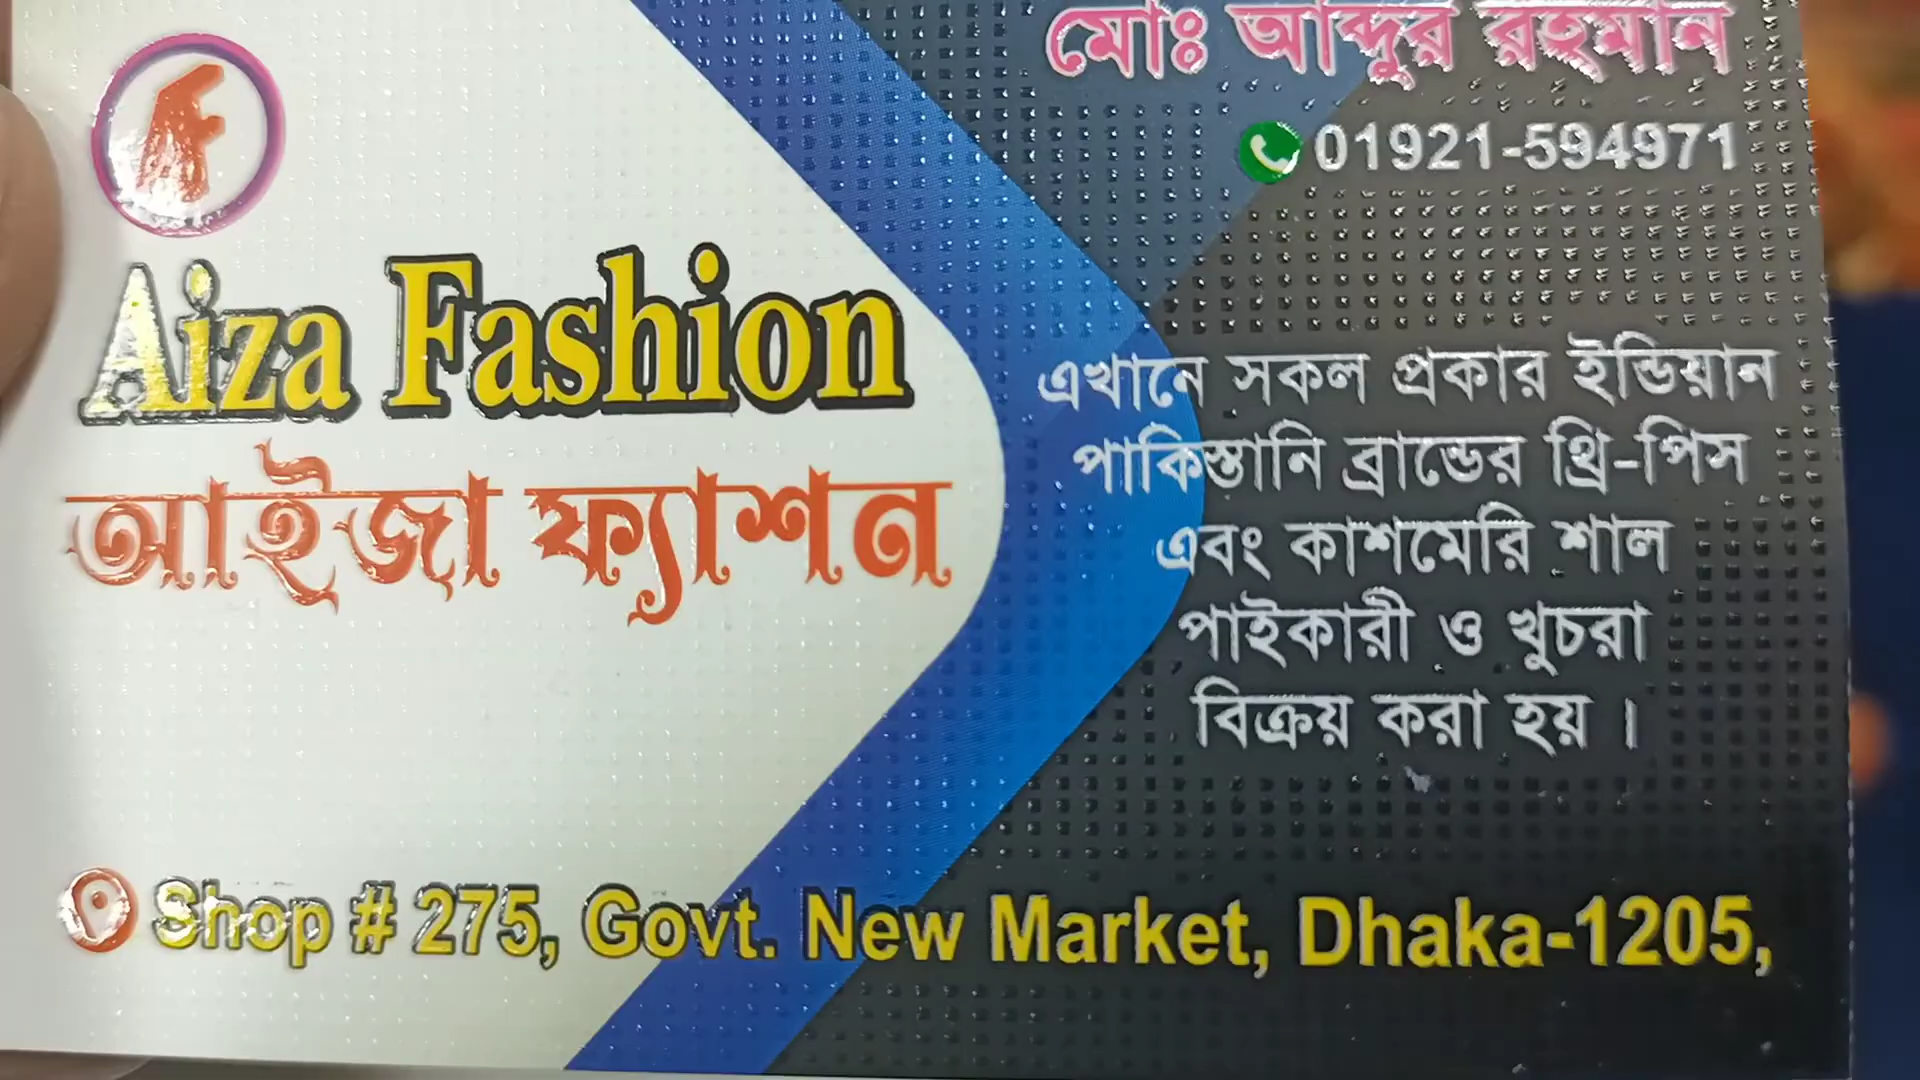 F
Aiza Fashion
আইজা ফ্যাশন
মোঃ আব্দুর রহমান
01921-594971
এখানে সকল প্রকার ইন্ডিয়ান
পাকিস্তানি ব্রান্ডের থ্রি-পিস
এবং কাশমেরি শাল
পাইকারী ও খুচরা
বিক্রয় করা হয় ।
Shop # 275, Govt. New Market, Dhaka-1205,